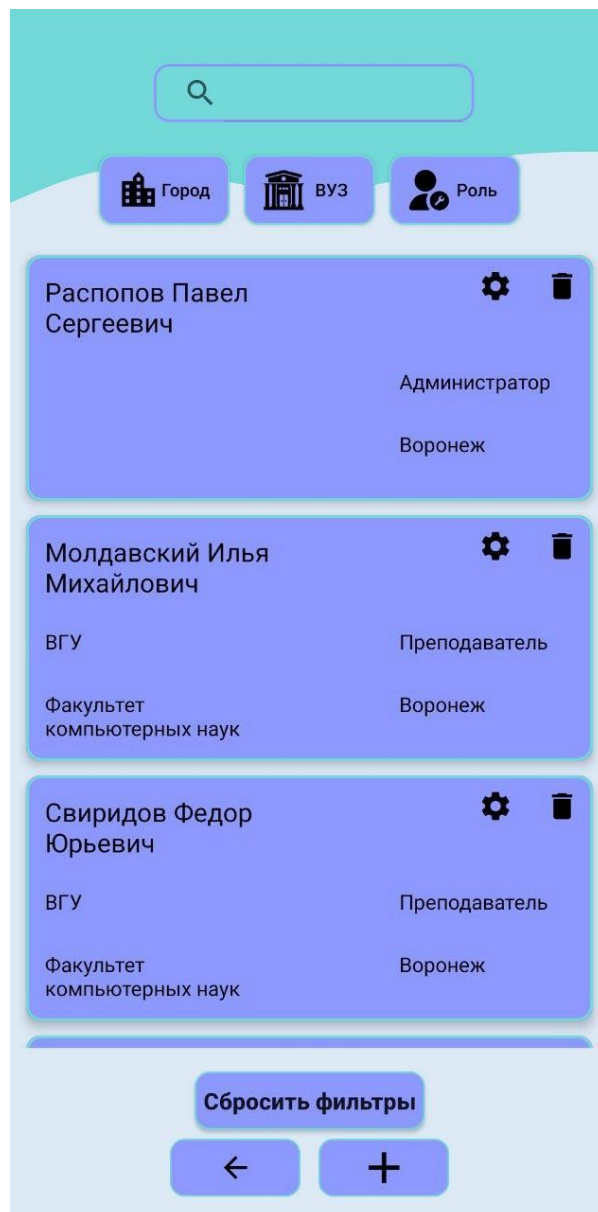 Город
ВУЗ
Роль
Распопов Павел
Сергеевич
Администратор
Воронеж
Молдавский Илья
Михайлович
ВГУ
Преподаватель
Факультет
компьютерных наук
Воронеж
Свиридов Федор
Юрьевич
ВГУ
Преподаватель
Факультет
компьютерных наук
Воронеж
Сбросить фильтры